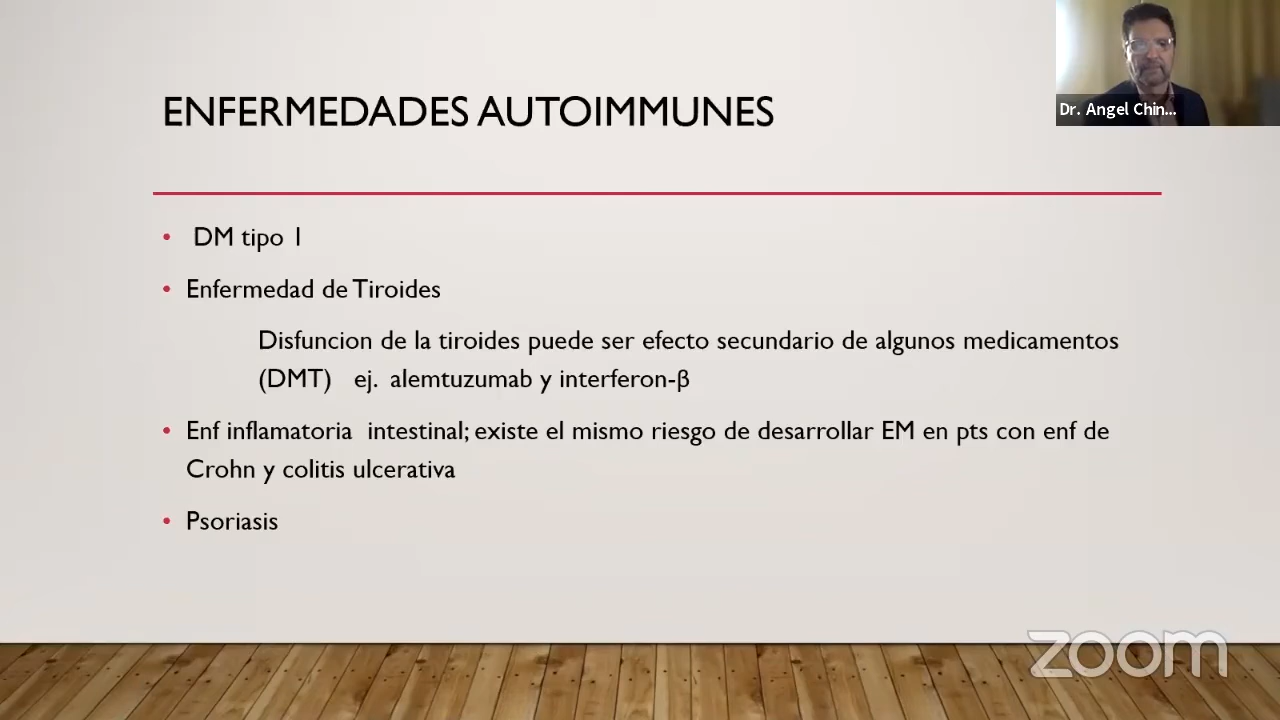 ENFERMEDADES AUTOIMMUNES
Dr. Angel Chin...
• DM tipo 1
• Enfermedad de Tiroides
Disfuncion de la tiroides puede ser efecto secundario de algunos medicamentos
(DMT) ej. alemtuzumab y interferon-β
• Enf inflamatoria intestinal; existe el mismo riesgo de desarrollar EM en pts con enf de
Crohn y colitis ulcerativa
• Psoriasis
zoom